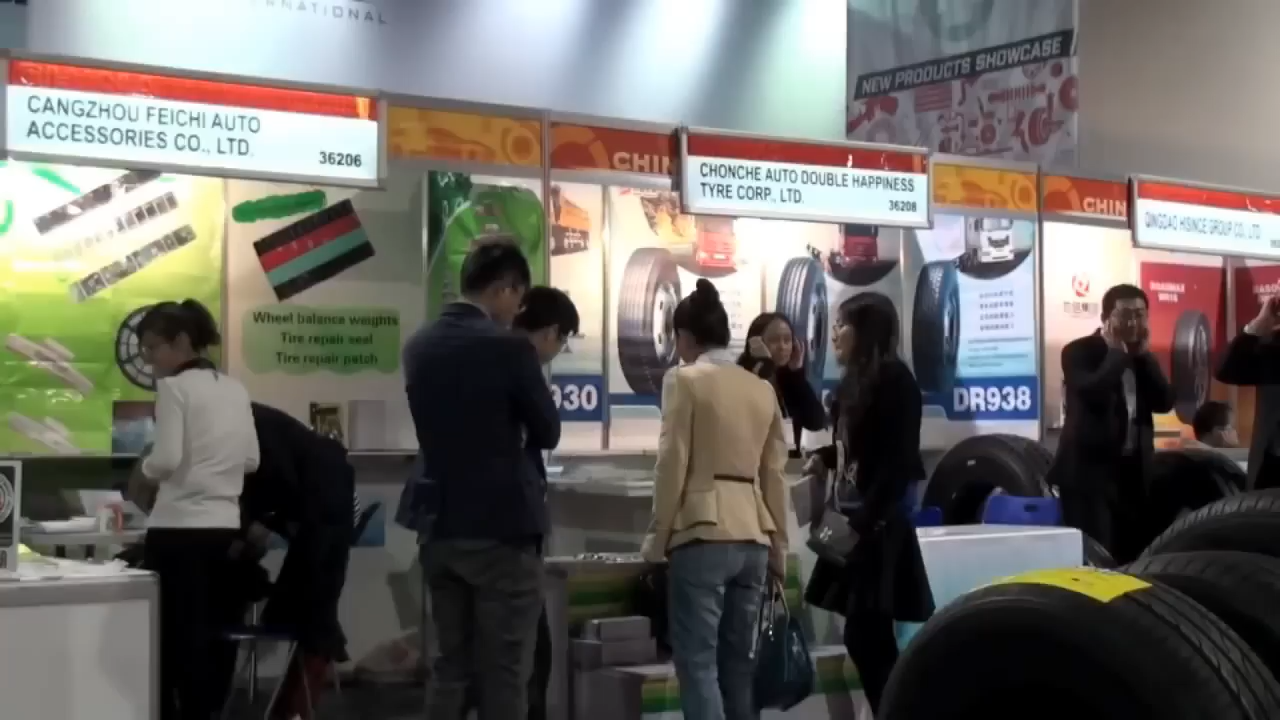 ERNATIONAL
NEW PRODUCTS SHOWCASE
CANGZHOU FEICHI AUTO
ACCESSORIES CO., LTD.
36206
CHIN
CHONCHE AUTO DOUBLE HAPPINESS
TYRE CORP., LTD.
36208
CHIN
QINGDAO HISINCE GROUP CO., LTD
Wheel balance weights
Tire repair seal
Tire repair patch
930
DR938